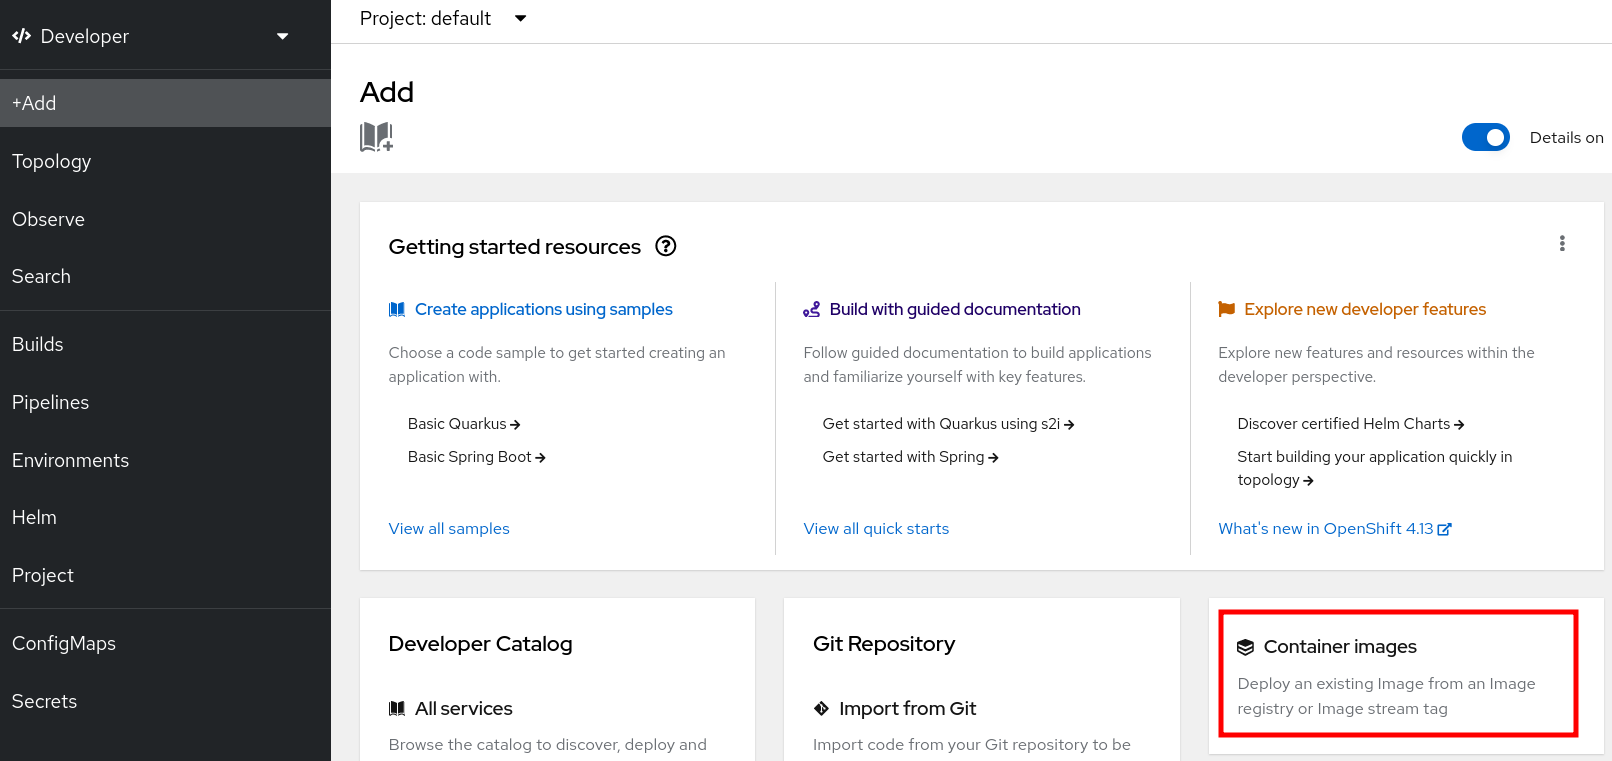 Developer
+Add
Topology
Observe
Search
Builds
Pipelines
Environments
Helm
Project
ConfigMaps
Secrets
Project: default
Add
Details on
Getting started resources
Create applications using samples
Choose a code sample to get started creating an
application with.
Basic Quarkus
Basic Spring Boot
View all samples
Build with guided documentation
Follow guided documentation to build applications
and familiarize yourself with key features.
Get started with Quarkus using s2i
Get started with Spring
View all quick starts
Explore new developer features
Explore new features and resources within the
developer perspective.
Discover certified Helm Charts
Start building your application quickly in
topology
What's new in OpenShift 4.13
Developer Catalog
All services
Browse the catalog to discover, deploy and
Git Repository
Import from Git
Import code from your Git repository to be
Container images
Deploy an existing Image from an Image
registry or Image stream tag